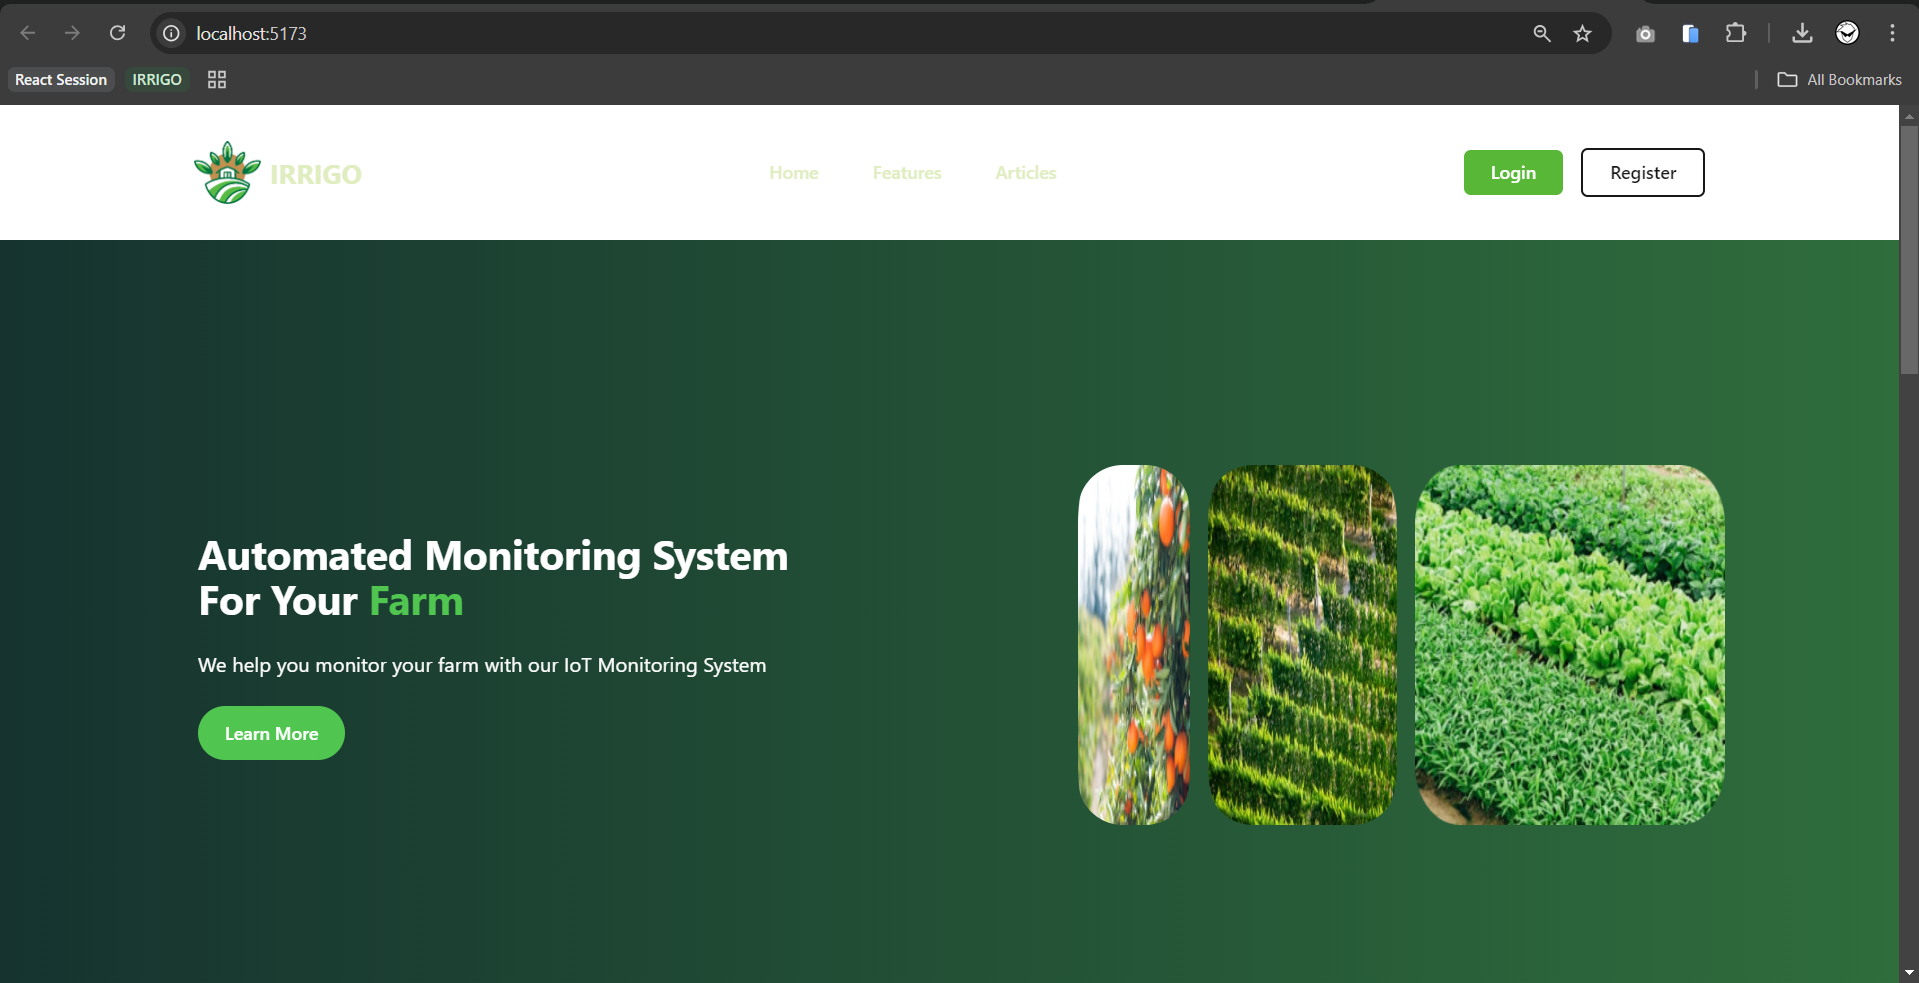 localhost:5173
React Session
IRRIGO
All Bookmarks
IRRIGO
Home
Features
Articles
Login
Register
Automated Monitoring System
For Your Farm
We help you monitor your farm with our IoT Monitoring System
Learn More